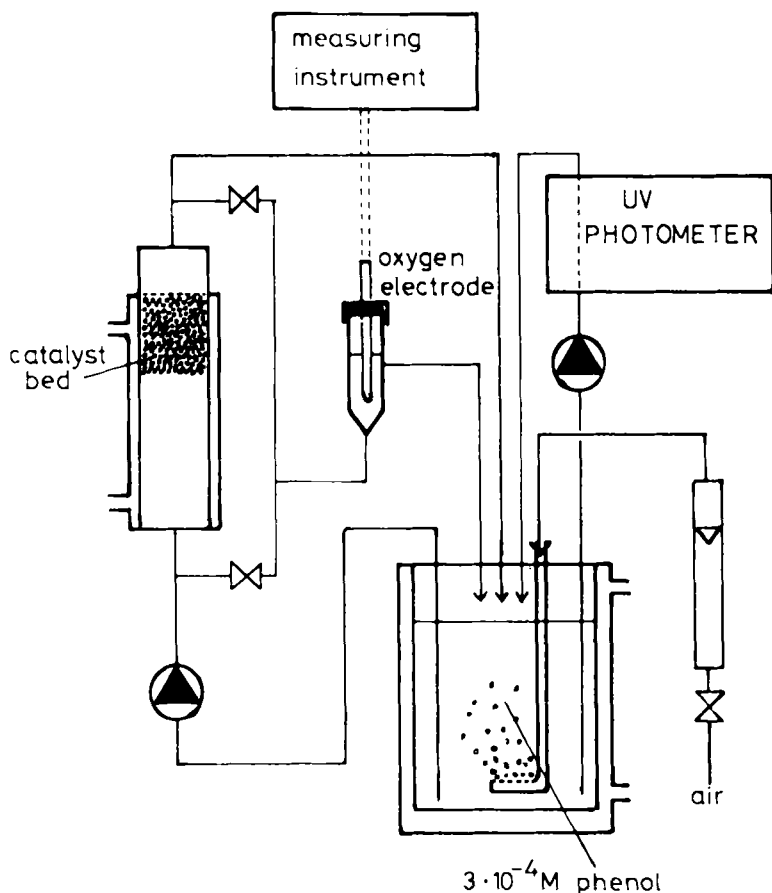 measuring
instrument
UV
PHOTOMETER
oxygen
electrode
catalyst
bed
air
3·10⁻⁴M phenol